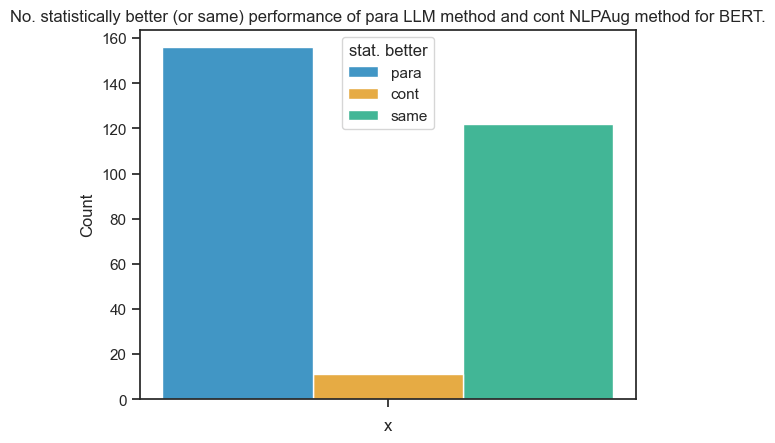 No. statistically better (or same) performance of para LLM method and cont NLPAug method for BERT.
160
140
120
100
80
60
40
20
0
Count
stat. better
para
cont
same
x